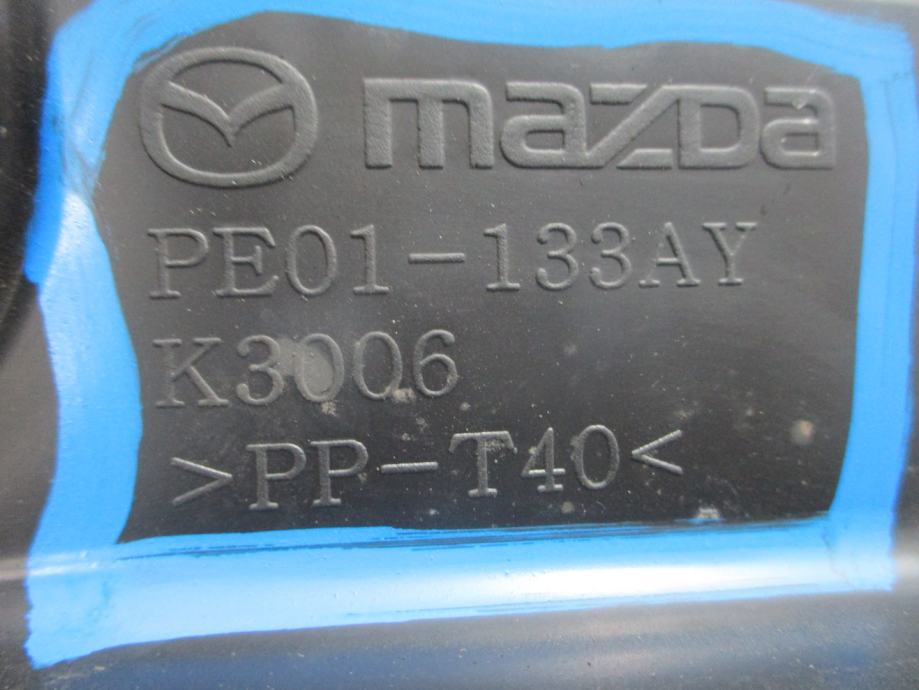 mazda
PE01-133AY
K3006
>PP-T40<